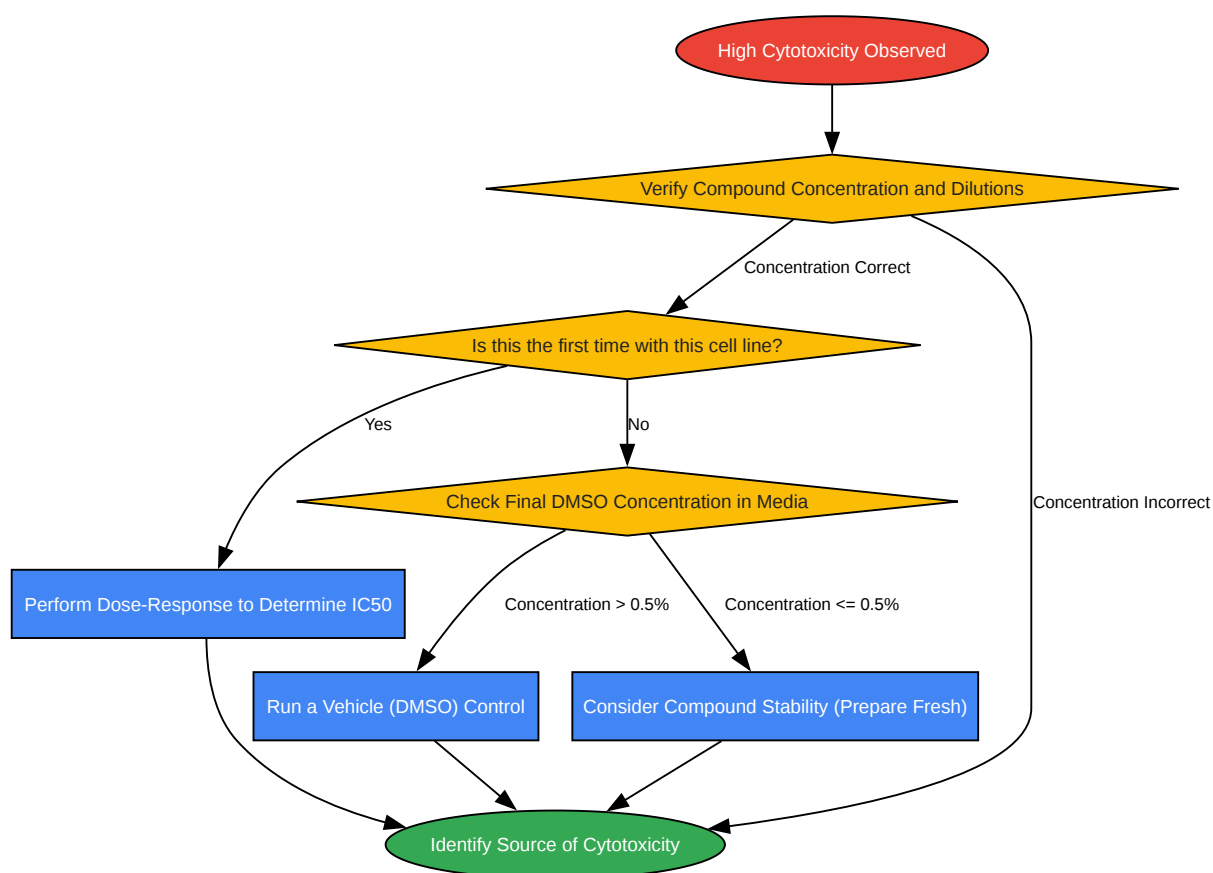 High Cytotoxicity Observed
Verify Compound Concentration and Dilutions
Concentration Correct
Is this the first time with this cell line?
Yes
No
Check Final DMSO Concentration in Media
Concentration Incorrect
Perform Dose-Response to Determine IC50
Concentration > 0.5%
Concentration <= 0.5%
Run a Vehicle (DMSO) Control
Consider Compound Stability (Prepare Fresh)
Identify Source of Cytotoxicity